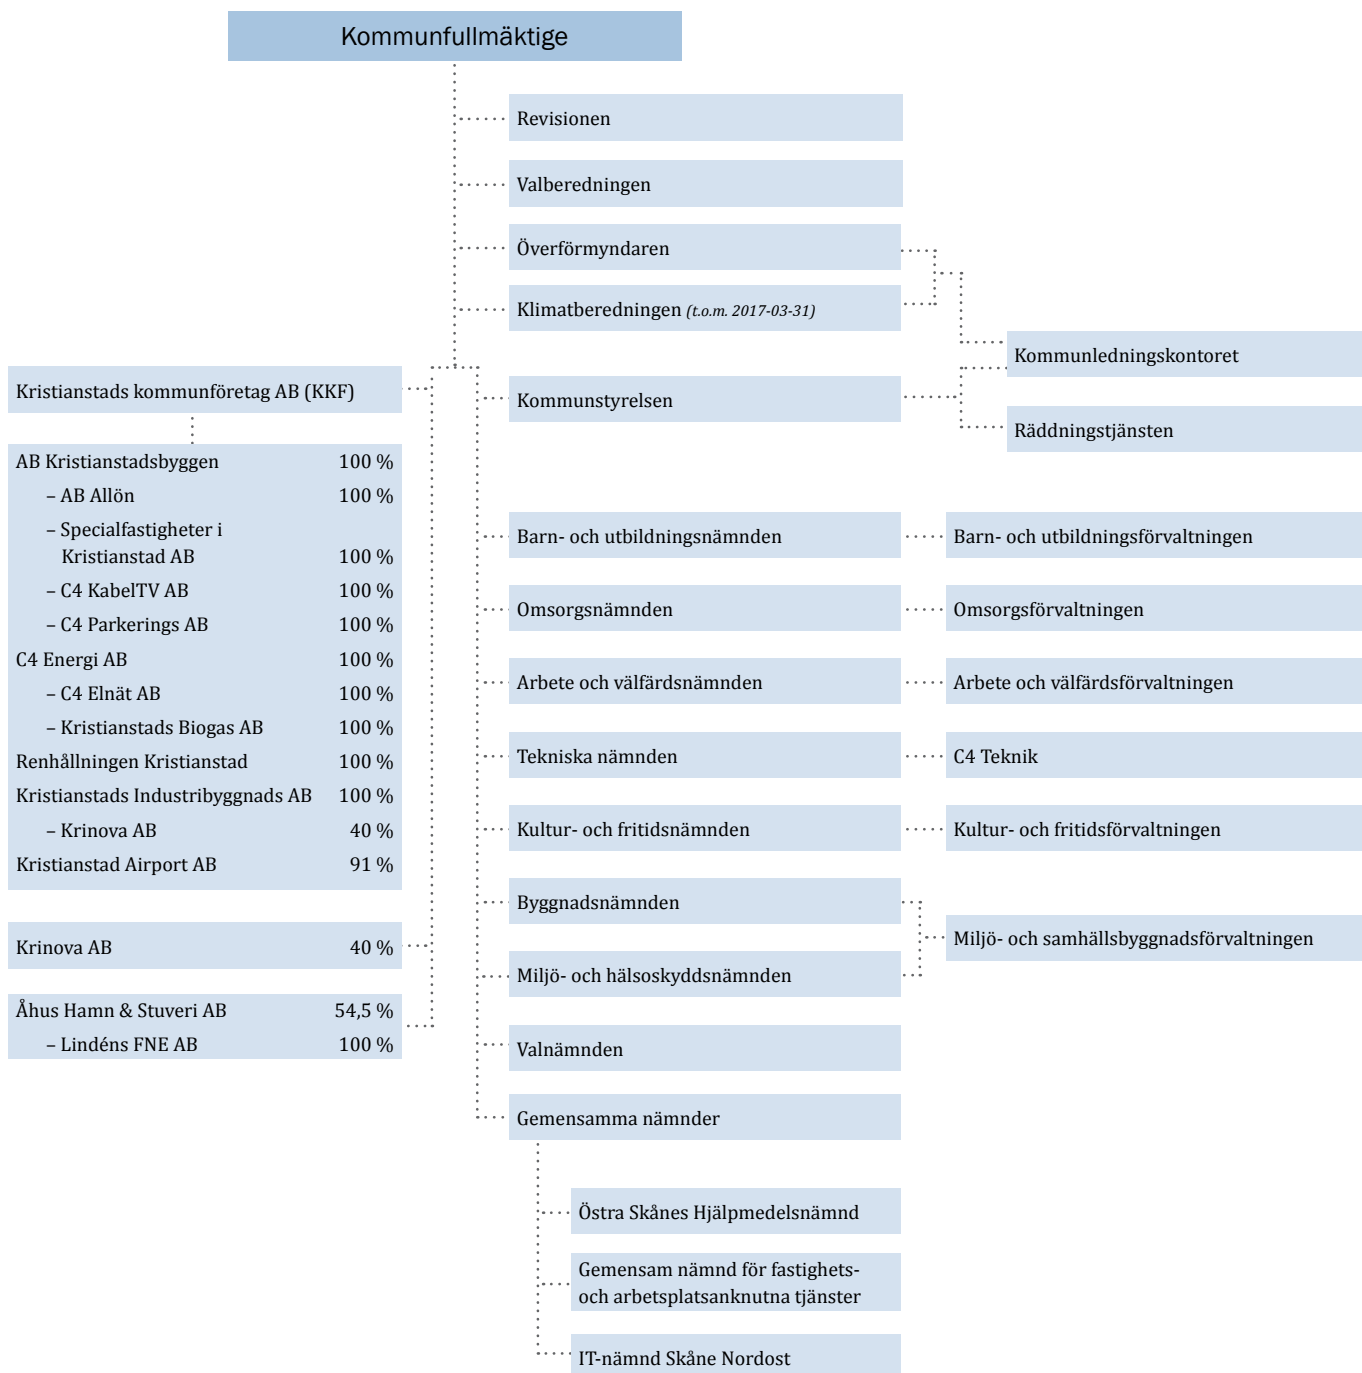 Kommunfullmäktige
Revisionen
Valberedningen
Överförmyndaren
Klimatberedningen (t.o.m. 2017-03-31)
Kommunstyrelsen
Kommunledningskontoret
Räddningstjänsten
Kristianstads kommunföretag AB (KKF)
AB Kristianstadsbyggen 100 %
– AB Allön 100 %
– Specialfastigheter i
Kristianstad AB 100 %
– C4 KabelTV AB 100 %
– C4 Parkerings AB 100 %
C4 Energi AB 100 %
– C4 Elnät AB 100 %
– Kristianstads Biogas AB 100 %
Renhållningen Kristianstad 100 %
Kristianstads Industribyggnads AB 100 %
– Krinova AB 40 %
Kristianstad Airport AB 91 %
Krinova AB 40 %
Åhus Hamn & Stuveri AB 54,5 %
– Lindéns FNE AB 100 %
Barn- och utbildningsnämnden
Barn- och utbildningsförvaltningen
Omsorgsnämnden
Omsorgsförvaltningen
Arbete och välfärdsnämnden
Arbete och välfärdsförvaltningen
Tekniska nämnden
C4 Teknik
Kultur- och fritidsnämnden
Kultur- och fritidsförvaltningen
Byggnadsnämnden
Miljö- och hälsoskyddsnämnden
Miljö- och samhällsbyggnadsförvaltningen
Valnämnden
Gemensamma nämnder
Östra Skånes Hjälpmedelsnämnd
Gemensam nämnd för fastighets-
och arbetsplatsanknutna tjänster
IT-nämnd Skåne Nordost